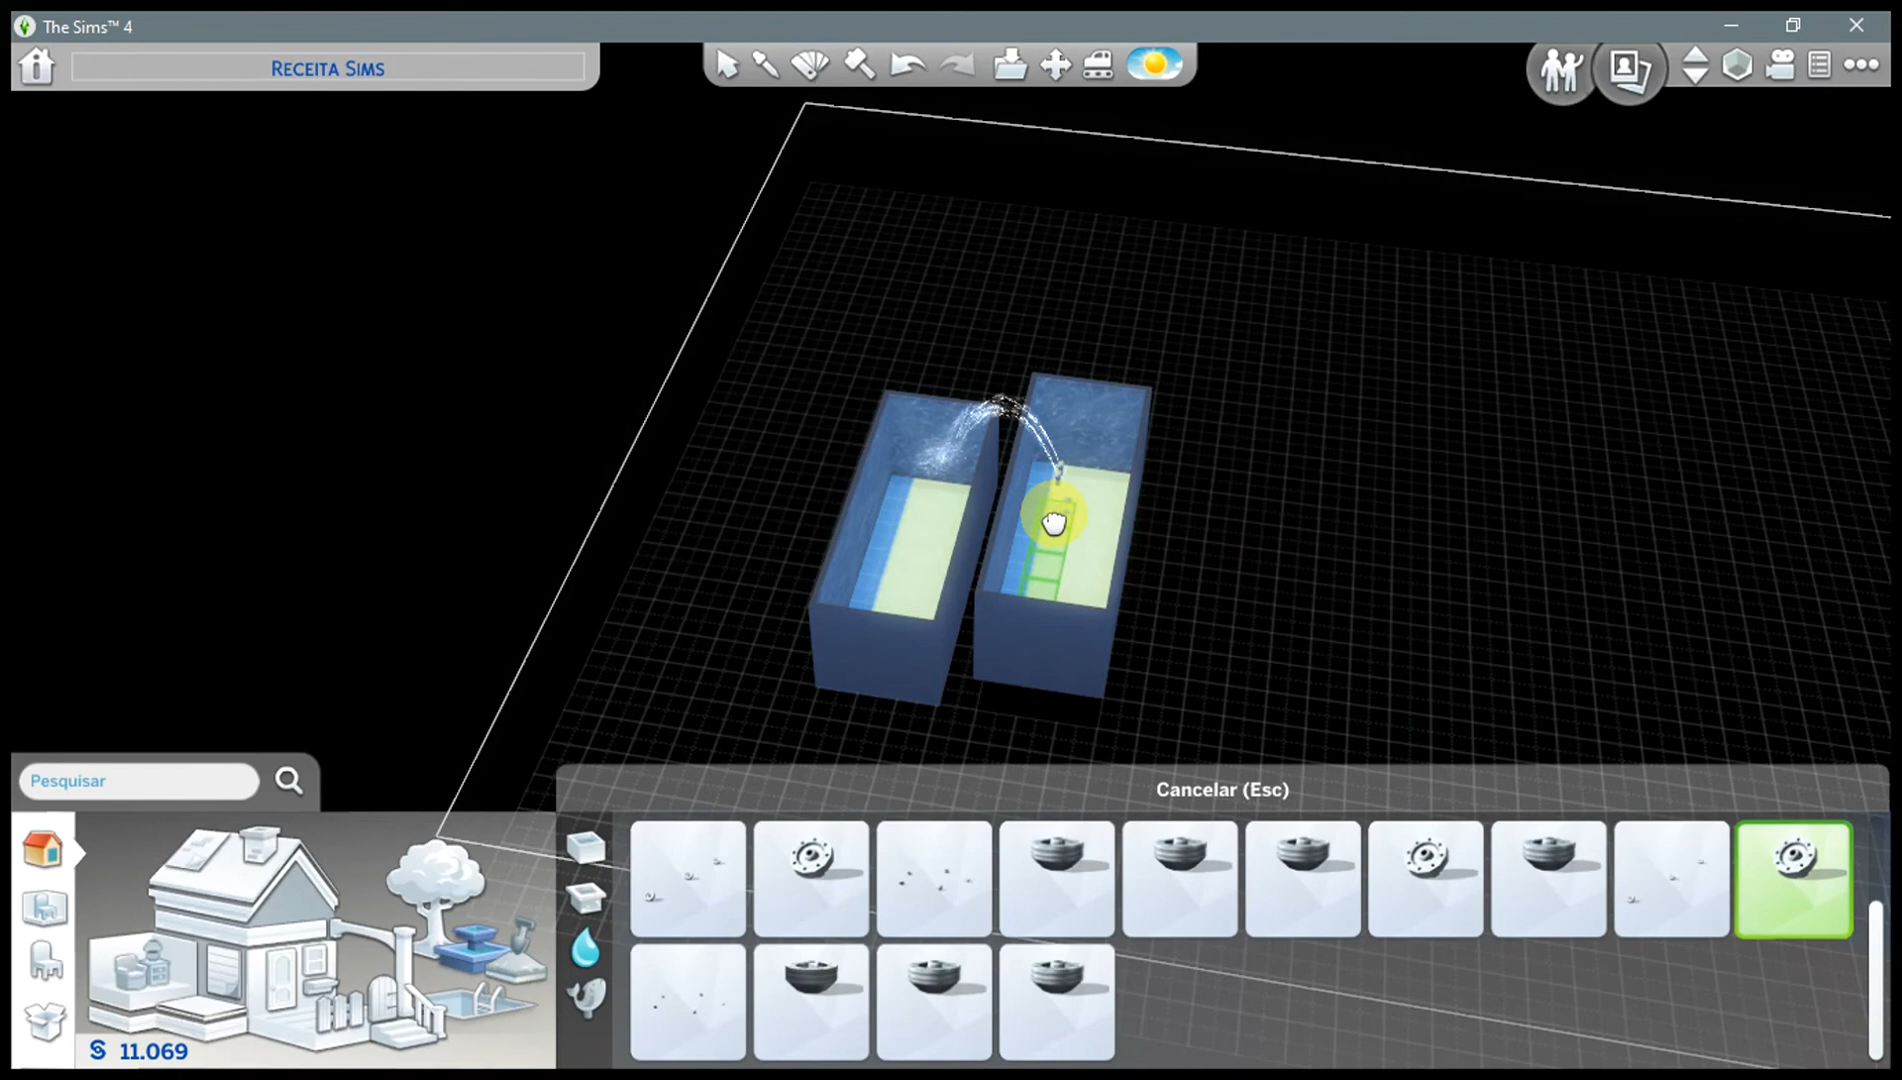 The Sims™ 4
Receita Sims
Cancelar (Esc)
Pesquisar
S 11.069